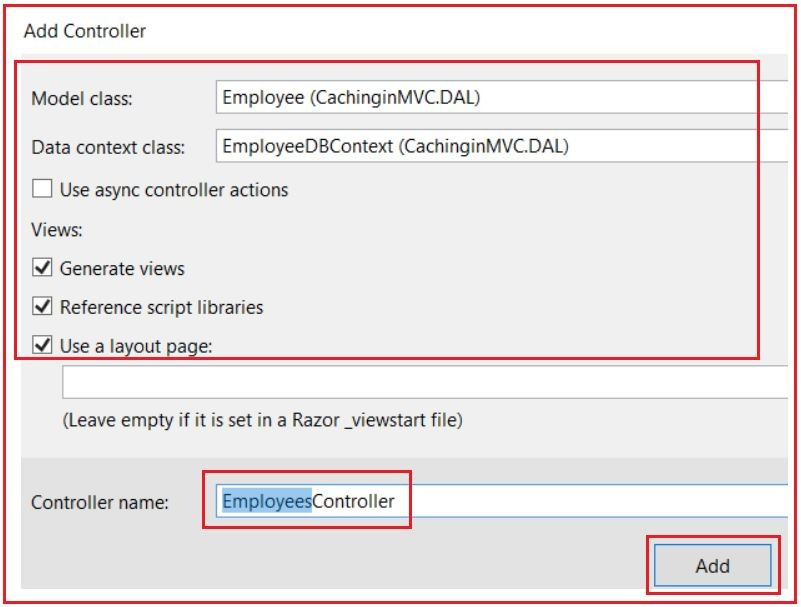 Add Controller
Model class: Employee (CachinginMVC.DAL)
Data context class: EmployeeDBContext (CachinginMVC.DAL)
Use async controller actions
Views:
Generate views
Reference script libraries
Use a layout page:
(Leave empty if it is set in a Razor _viewstart file)
Controller name: EmployeesController
Add